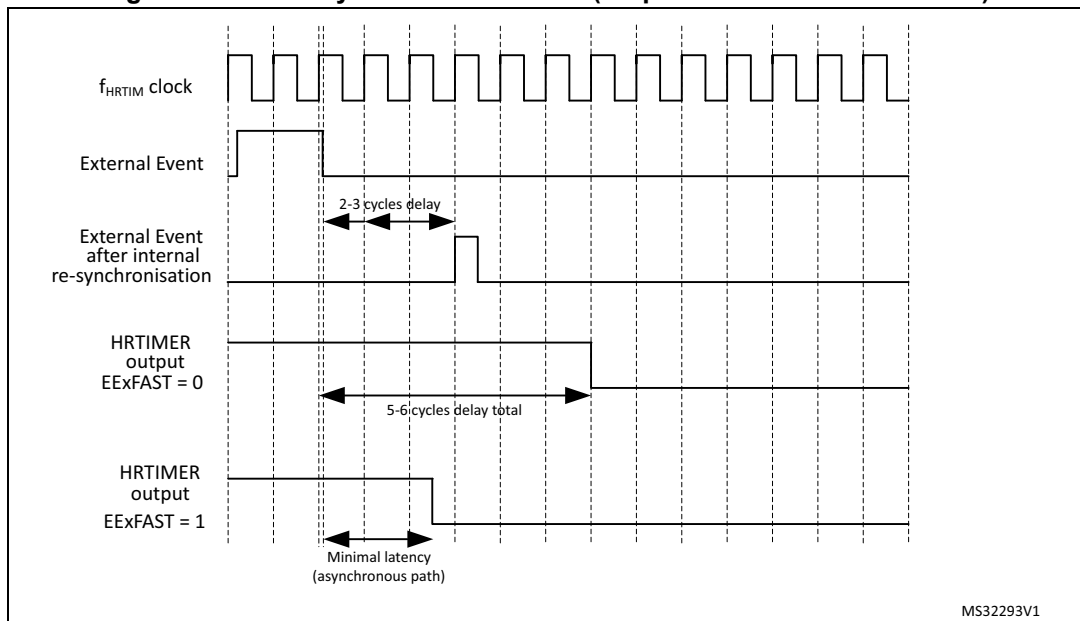 f_HRTIM clock
External Event
2-3 cycles delay
External Event
after internal
re-synchronisation
HRTIMER
output
EExFAST = 0
5-6 cycles delay total
HRTIMER
output
EExFAST = 1
Minimal latency
(asynchronous path)
MS32293V1